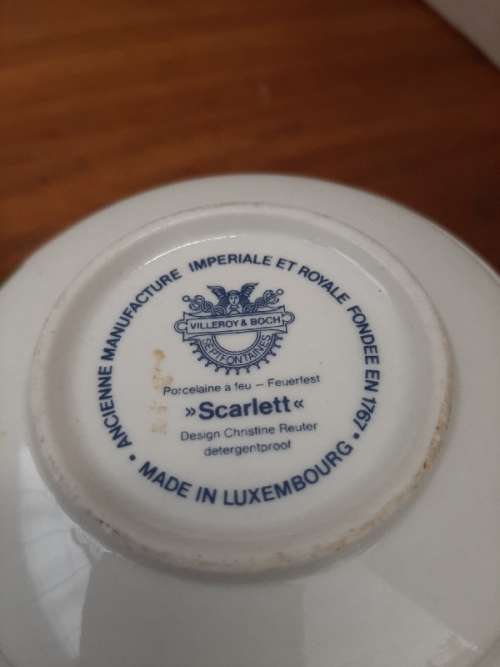 • ANCIENNE MANUFACTURE IMPERIALE ET ROYALE FONDEE EN 1767 •
VILLEROY & BOCH
SEPTFONTAINES
Porcelaine a feu – Feuerfest
»Scarlett«
Design Christine Reuter
detergentproof
MADE IN LUXEMBOURG